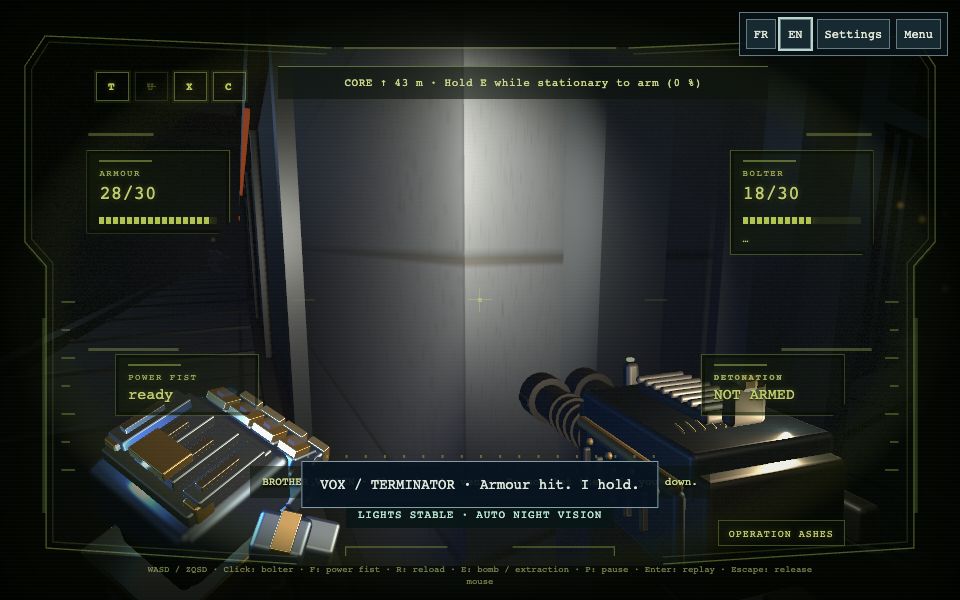 FR EN Settings Menu
T U X C
CORE ↑ 43 m · Hold E while stationary to arm (0 %)
ARMOUR
28/30
BOLTER
18/30
…
POWER FIST
ready
DETONATION
NOT ARMED
BROTHE
down.
VOX / TERMINATOR · Armour hit. I hold.
LIGHTS STABLE · AUTO NIGHT VISION
OPERATION ASHES
WASD / ZQSD · Click: bolter · F: power fist · R: reload · E: bomb / extraction · P: pause · Enter: replay · Escape: release
mouse